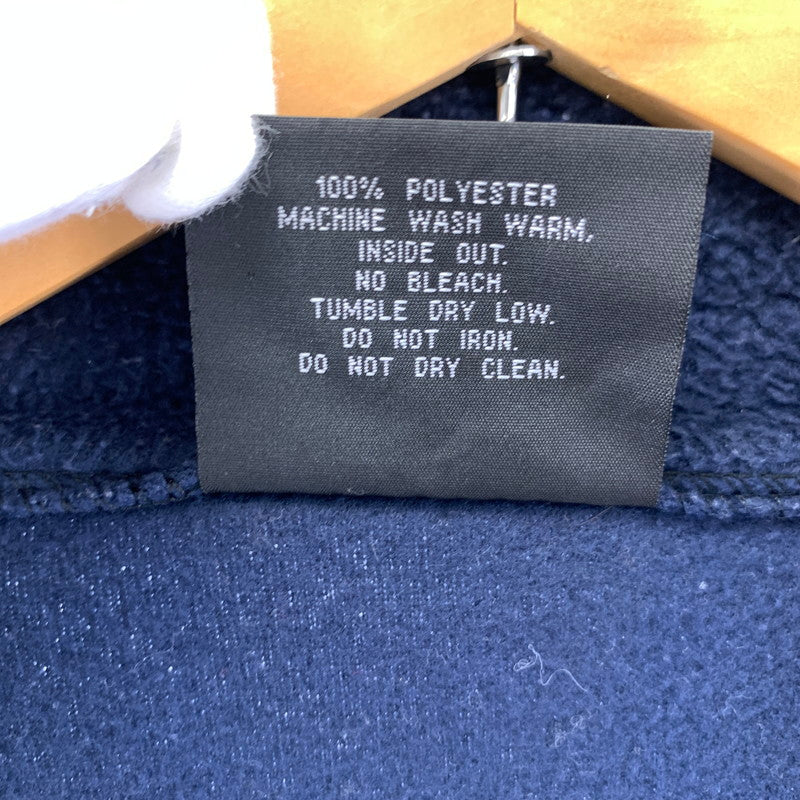 100% POLYESTER
MACHINE WASH WARM,
INSIDE OUT.
NO BLEACH.
TUMBLE DRY LOW.
DO NOT IRON.
DO NOT DRY CLEAN.